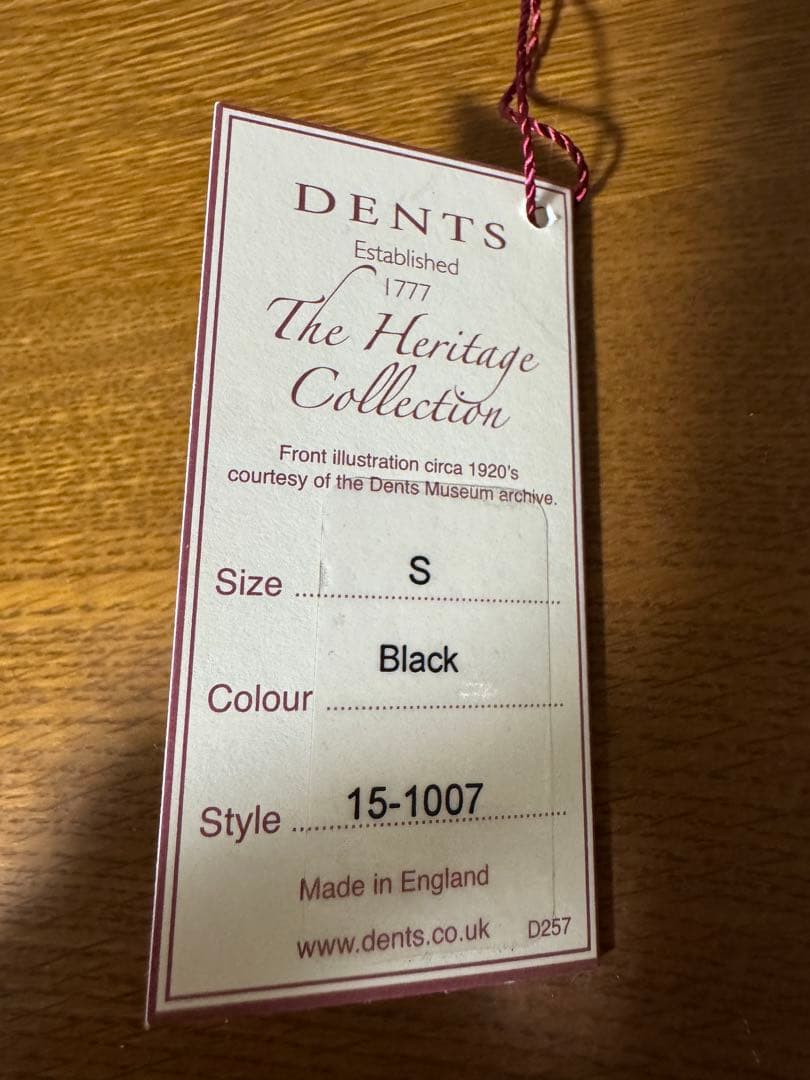 DENTS
Established
1777
The Heritage
Collection
Front illustration circa 1920's
courtesy of the Dents Museum archive.
Size S
Colour Black
Style 15-1007
Made in England
www.dents.co.uk D257